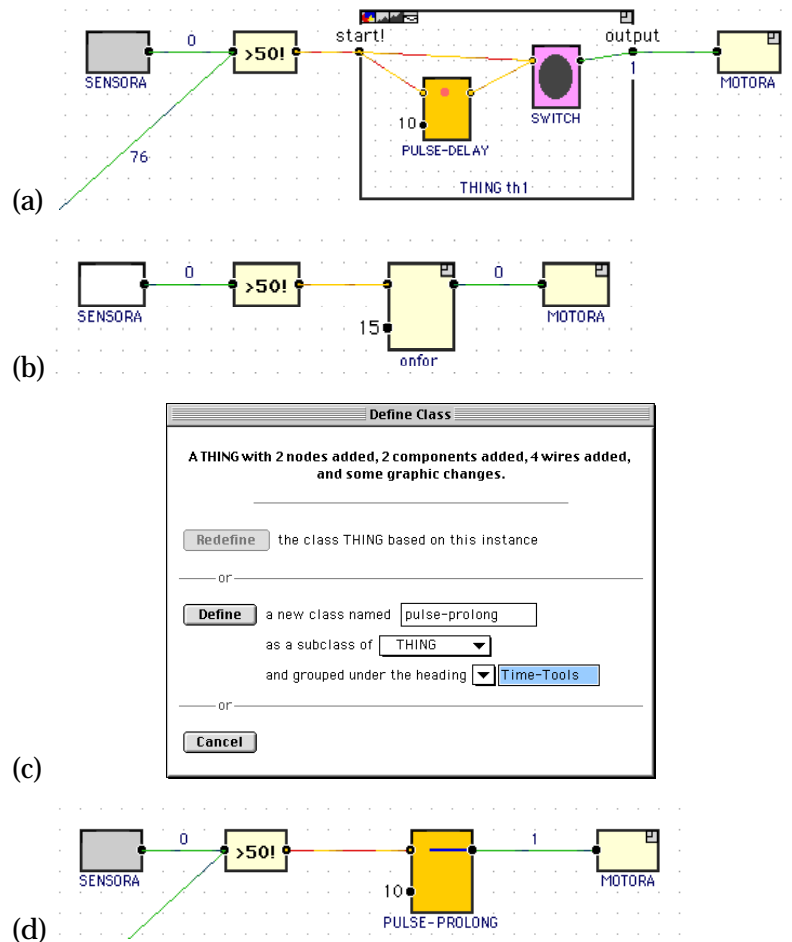 0
start!
output
>50!
SENSORA
1
MOTORA
10
SWITCH
PULSE-DELAY
76
THING th1
(a)
0
0
>50!
SENSORA
MOTORA
15
onfor
(b)
Define Class
A THING with 2 nodes added, 2 components added, 4 wires added,
and some graphic changes.
Redefine the class THING based on this instance
or
Define a new class named pulse-prolong
as a subclass of THING
and grouped under the heading Time-Tools
or
Cancel
(c)
0
1
>50!
SENSORA
MOTORA
10
PULSE-PROLONG
(d)